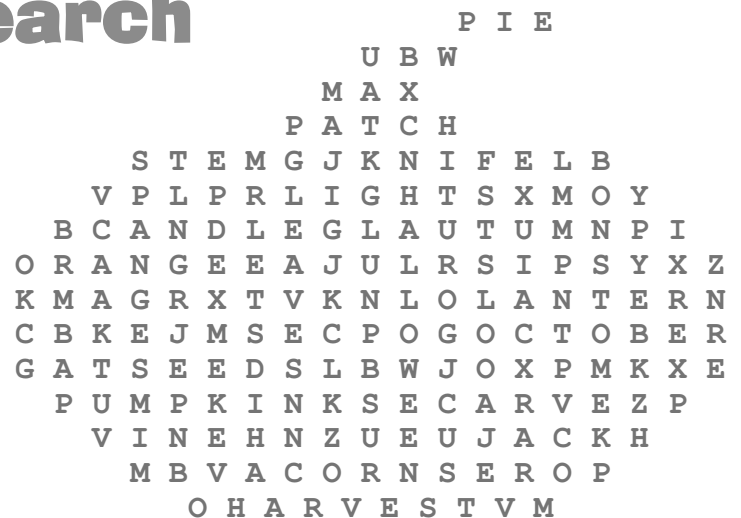 earch
P I E
U B W
M A X
P A T C H
S T E M G J K N I F E L B
V P L P R L I G H T S X M O Y
B C A N D L E G L A U T U M N P I
O R A N G E E A J U L R S I P S Y X Z
K M A G R X T V K N L O L A N T E R N
C B K E J M S E C P O G O C T O B E R
G A T S E E D S L B W J O X P M K X E
P U M P K I N K S E C A R V E Z P
V I N E H N Z U E U J A C K H
M B V A C O R N S E R O P
O H A R V E S T V M